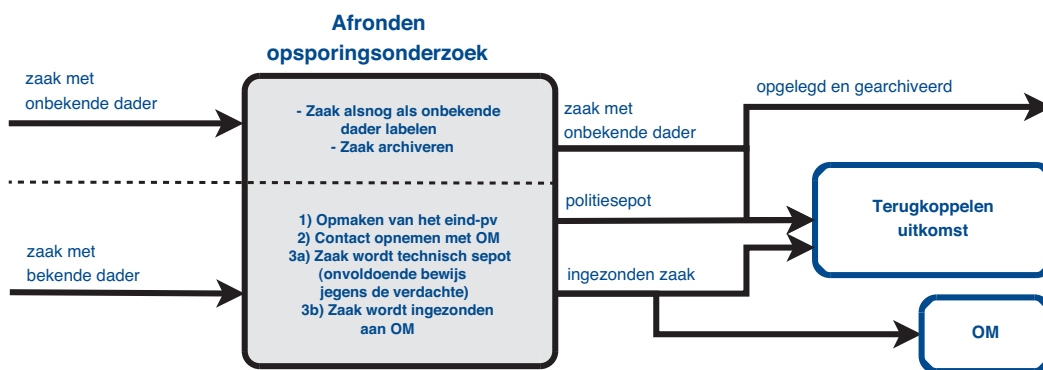 Afronden
opsporingsonderzoek
zaak met
onbekende dader
- Zaak alsnog als onbekende
dader labelen
- Zaak archiveren
zaak met
onbekende dader
opgelegd en gearchiveerd
zaak met
bekende dader
1) Opmaken van het eind-pv
2) Contact opnemen met OM
3a) Zaak wordt technisch sepot
(onvoldoende bewijs
jegens de verdachte)
3b) Zaak wordt ingezonden
aan OM
politiesepot
ingezonden zaak
Terugkoppelen
uitkomst
OM